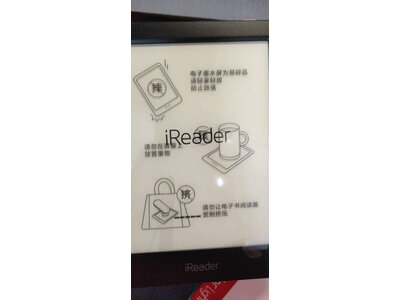 电子墨水屏为易碎品
请轻拿轻放
防止跌落
摔
iReader
请勿在屏幕上
放置重物
请勿让电子书阅读器
受到挤压
挤
iReader